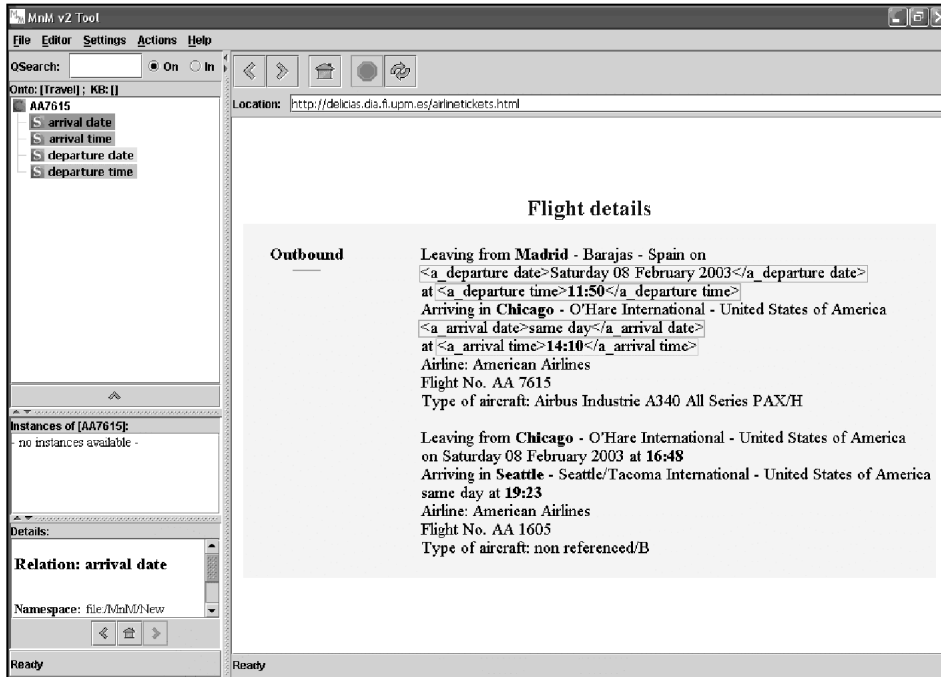 MnM v2 Tool
File Editor Settings Actions Help
QSearch: On In
Onto: [Travel] ; KB: []
AA7615
S arrival date
S arrival time
S departure date
S departure time
Instances of [AA7615]:
- no instances available -
Details:
Relation: arrival date
Namespace: file:/MnM/New
Ready
Location: http://delicias.dia.fi.upm.es/airlinetickets.html
Flight details
Outbound
Leaving from Madrid - Barajas - Spain on
<a_departure date>Saturday 08 February 2003</a_departure date>
at <a_departure time>11:50</a_departure time>
Arriving in Chicago - O'Hare International - United States of America
<a_arrival date>same day</a_arrival date>
at <a_arrival time>14:10</a_arrival time>
Airline: American Airlines
Flight No. AA 7615
Type of aircraft: Airbus Industrie A340 All Series PAX/H
Leaving from Chicago - O'Hare International - United States of America
on Saturday 08 February 2003 at 16:48
Arriving in Seattle - Seattle/Tacoma International - United States of America
same day at 19:23
Airline: American Airlines
Flight No. AA 1605
Type of aircraft: non referenced/B
Ready